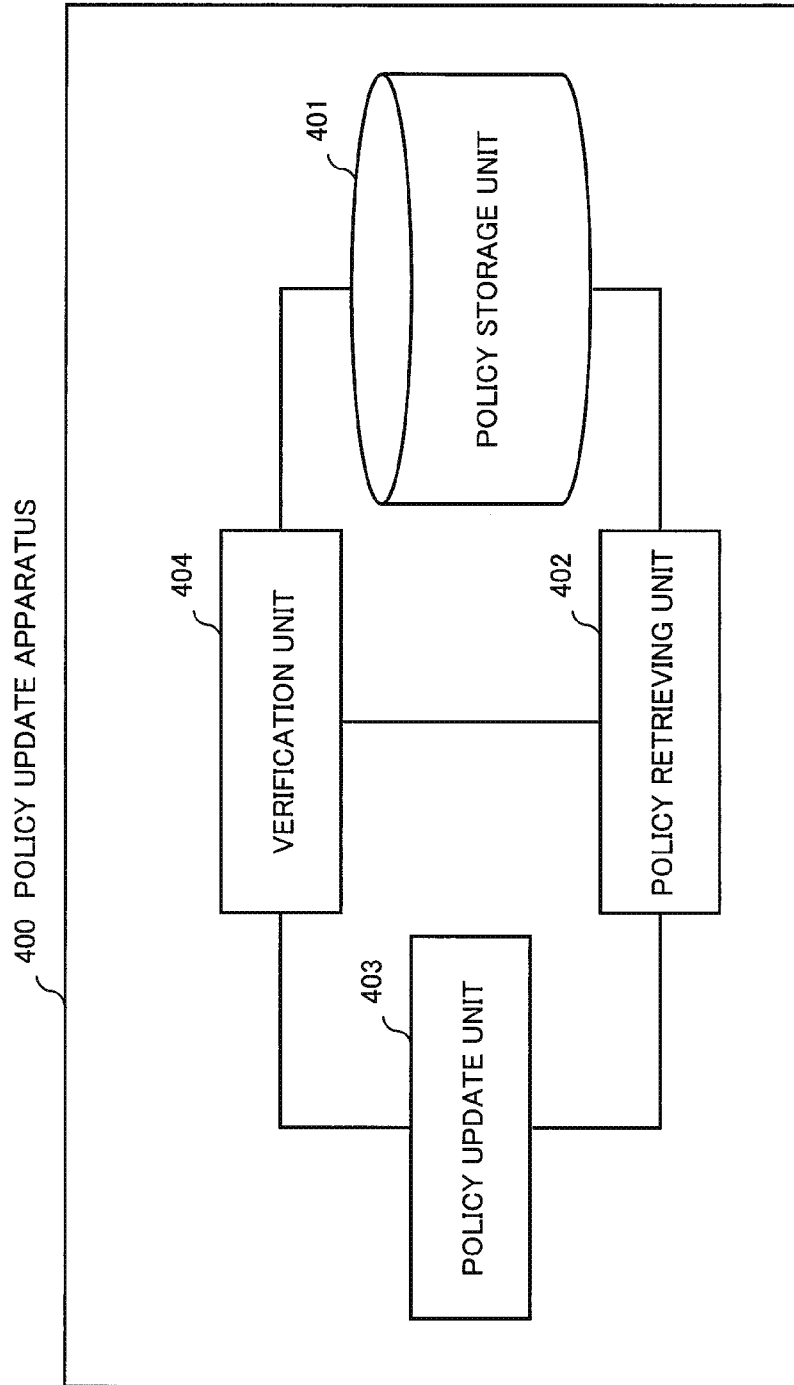 400 POLICY UPDATE APPARATUS
404
VERIFICATION UNIT
401
POLICY STORAGE UNIT
403
POLICY UPDATE UNIT
402
POLICY RETRIEVING UNIT